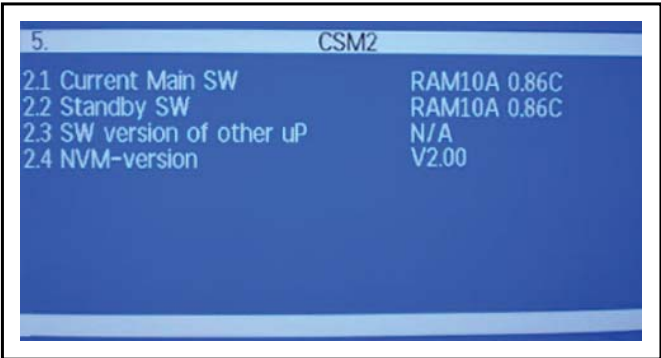 5. CSM2
2.1 Current Main SW RAM10A 0.86C
2.2 Standby SW RAM10A 0.86C
2.3 SW version of other uP N/A
2.4 NVM-version V2.00